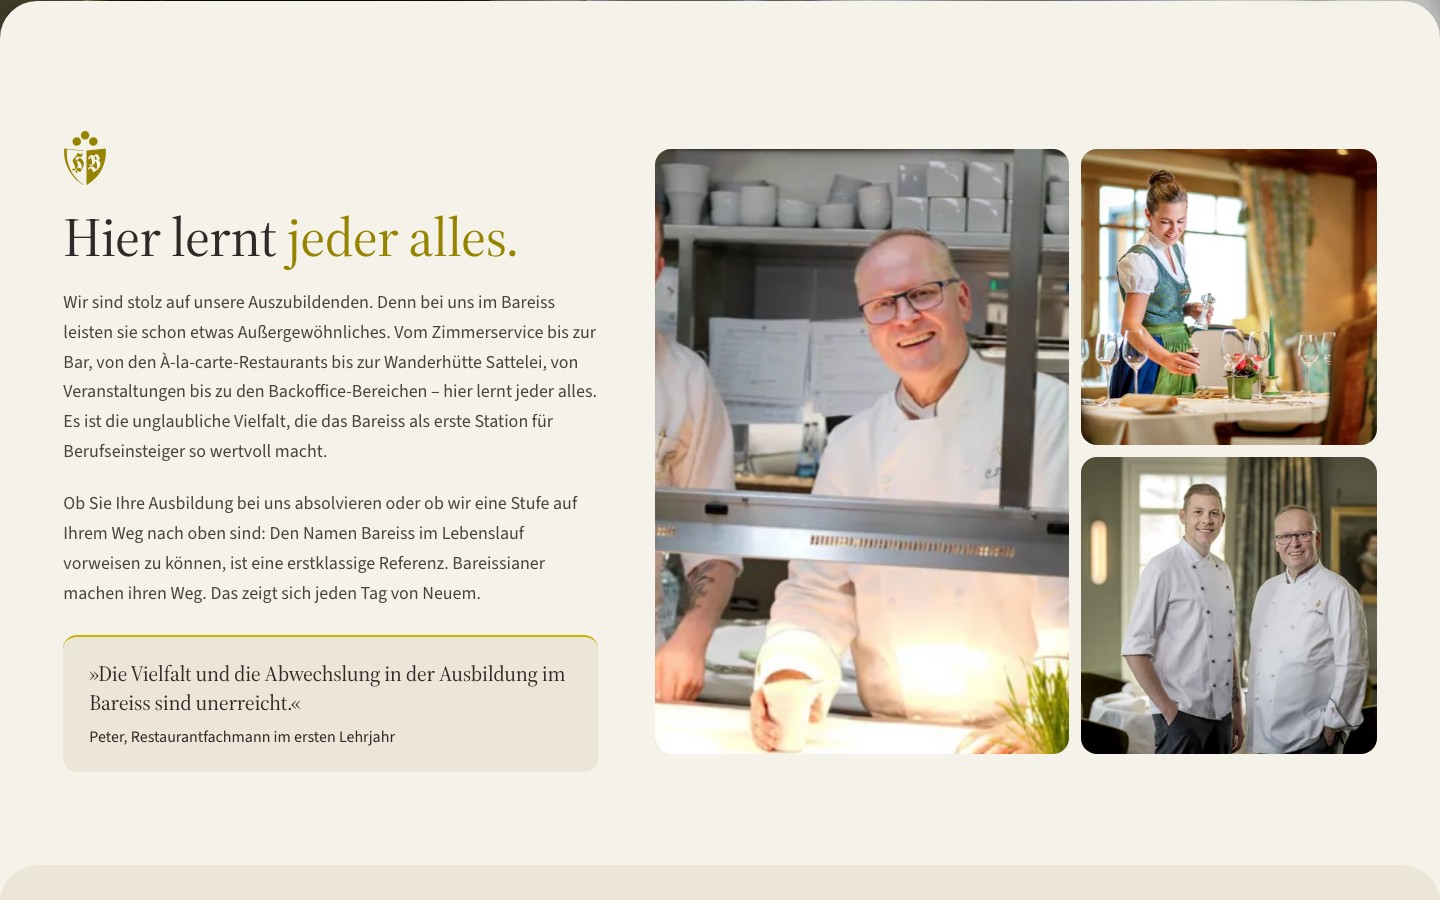 HB
Hier lernt jeder alles.
Wir sind stolz auf unsere Auszubildenden. Denn bei uns im Bareiss
leisten sie schon etwas Außergewöhnliches. Vom Zimmerservice bis zur
Bar, von den À-la-carte-Restaurants bis zur Wanderhütte Sattelei, von
Veranstaltungen bis zu den Backoffice-Bereichen – hier lernt jeder alles.
Es ist die unglaubliche Vielfalt, die das Bareiss als erste Station für
Berufseinsteiger so wertvoll macht.
Ob Sie Ihre Ausbildung bei uns absolvieren oder ob wir eine Stufe auf
Ihrem Weg nach oben sind: Den Namen Bareiss im Lebenslauf
vorweisen zu können, ist eine erstklassige Referenz. Bareissianer
machen ihren Weg. Das zeigt sich jeden Tag von Neuem.
»Die Vielfalt und die Abwechslung in der Ausbildung im
Bareiss sind unerreicht.«
Peter, Restaurantfachmann im ersten Lehrjahr